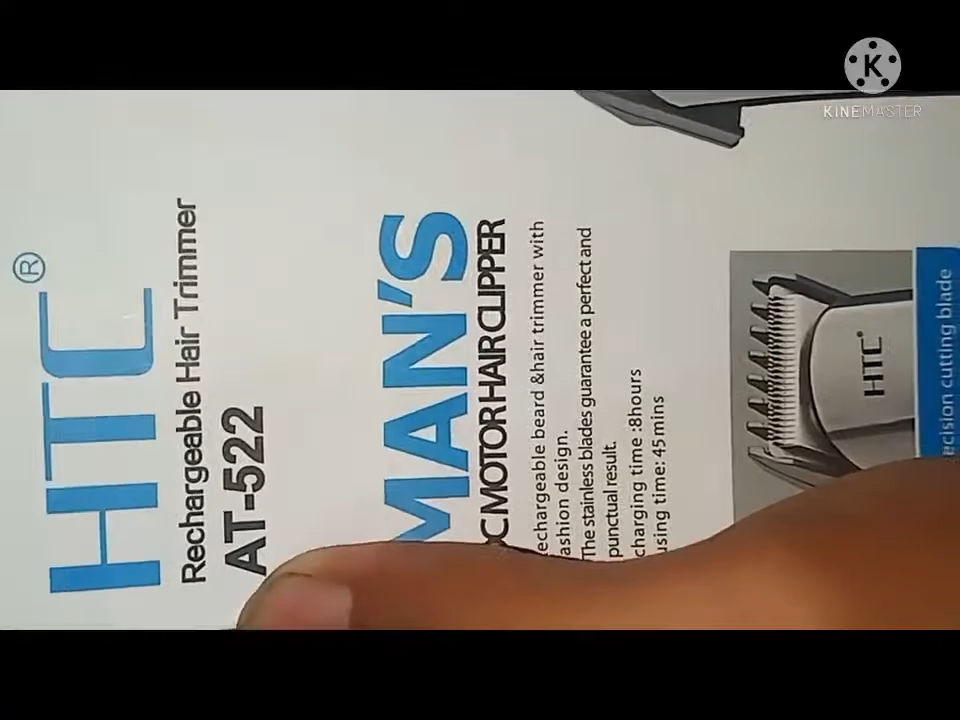 HTC®
Rechargeable Hair Trimmer
AT-522
MAN'S
C MOTOR HAIR CLIPPER
echargeable beard &hair trimmer with
ashion design.
The stainless blades guarantee a perfect and
punctual result.
charging time :8hours
using time: 45 mins
HTC
ecision cutting blade
K
KINEMASTER